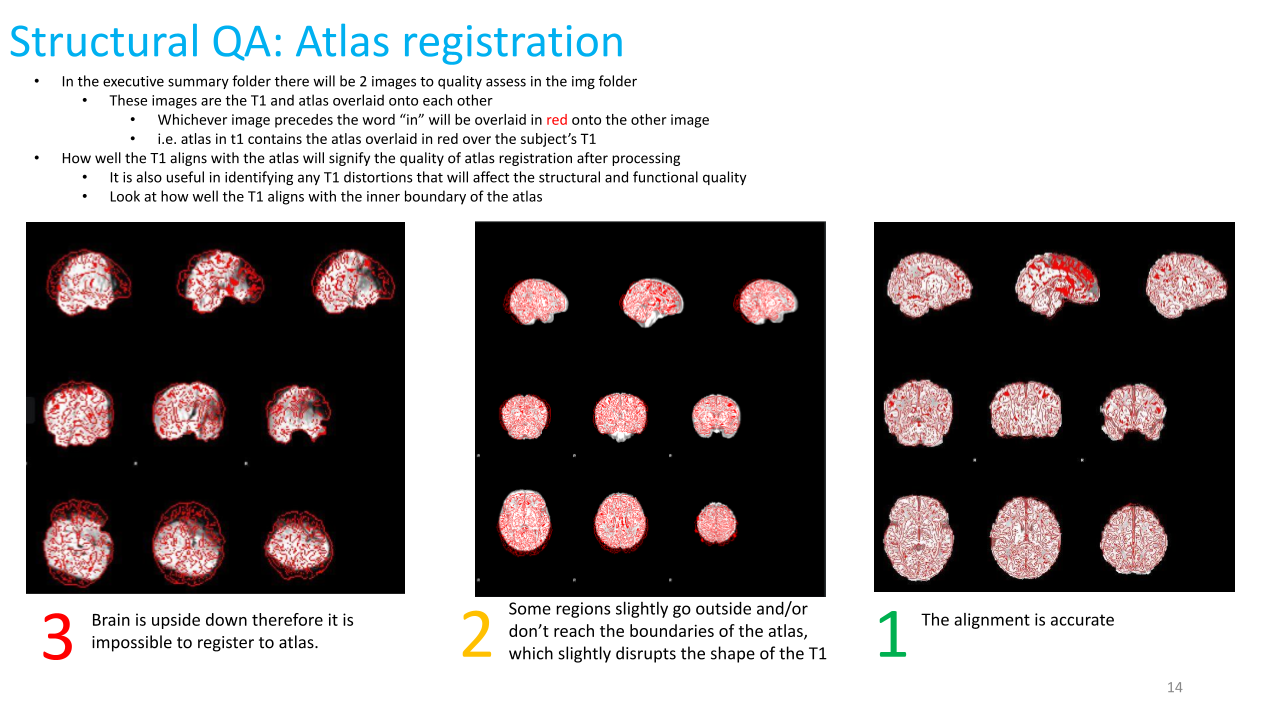 Structural QA: Atlas registration
• In the executive summary folder there will be 2 images to quality assess in the img folder
• These images are the T1 and atlas overlaid onto each other
• Whichever image precedes the word “in” will be overlaid in red onto the other image
• i.e. atlas in t1 contains the atlas overlaid in red over the subject’s T1
• How well the T1 aligns with the atlas will signify the quality of atlas registration after processing
• It is also useful in identifying any T1 distortions that will affect the structural and functional quality
• Look at how well the T1 aligns with the inner boundary of the atlas
3
Brain is upside down therefore it is
impossible to register to atlas.
2
Some regions slightly go outside and/or
don’t reach the boundaries of the atlas,
which slightly disrupts the shape of the T1
1
The alignment is accurate
14